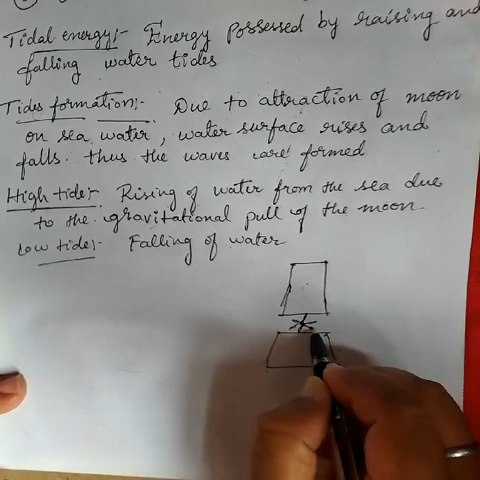 Tidal energy:- Energy possessed by raising and
falling water tides
Tides formation:- Due to attraction of moon
on sea water, water surface rises and
falls. thus the waves are formed
High tide:- Rising of water from the sea due
to the gravitational pull of the moon.
Low tide:- Falling of water